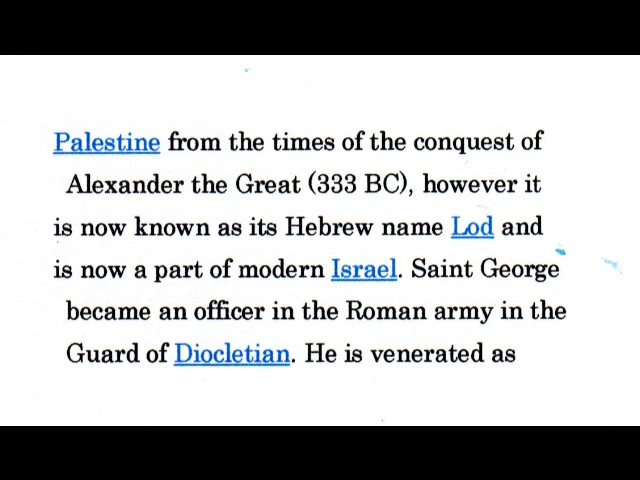 Palestine from the times of the conquest of
Alexander the Great (333 BC), however it
is now known as its Hebrew name Lod and
is now a part of modern Israel. Saint George
became an officer in the Roman army in the
Guard of Diocletian. He is venerated as